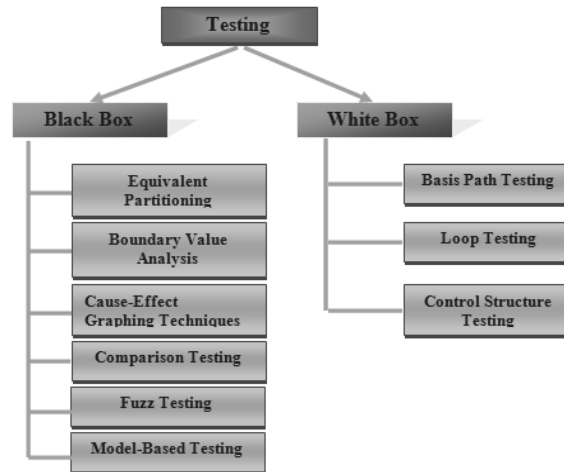 Testing
Black Box
Equivalent
Partitioning
Boundary Value
Analysis
Cause-Effect
Graphing Techniques
Comparison Testing
Fuzz Testing
Model-Based Testing
White Box
Basis Path Testing
Loop Testing
Control Structure
Testing